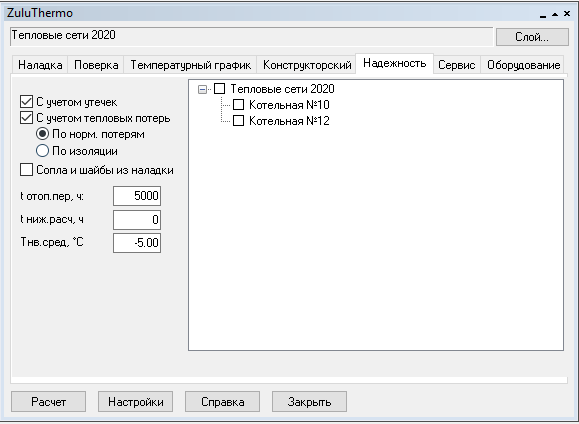 ZuluThermo
Тепловые сети 2020
Слой...
Наладка Поверка Температурный график Конструкторский Надежность Сервис Оборудование
С учетом утечек
С учетом тепловых потерь
По норм. потерям
По изоляции
Сопла и шайбы из наладки
t отоп.пер, ч: 5000
t ниж.расч, ч 0
Tнв.сред, °С -5.00
Тепловые сети 2020
Котельная №10
Котельная №12
Расчет Настройки Справка Закрыть